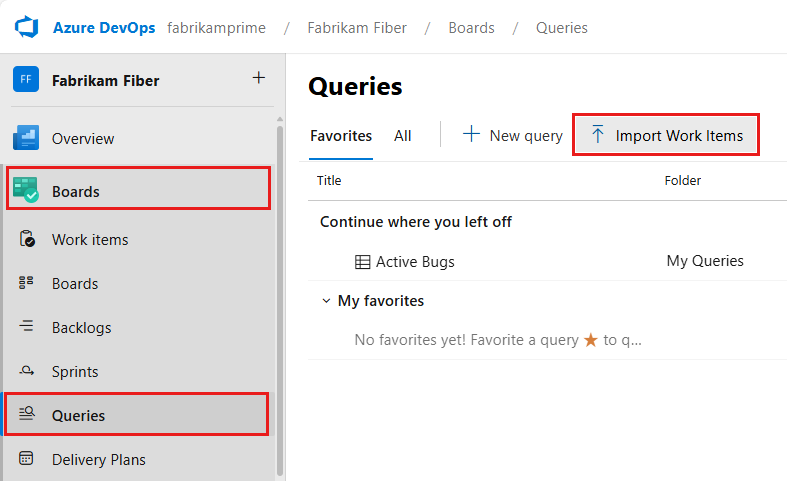 Azure DevOps fabrikamprime / Fabrikam Fiber / Boards / Queries
FF Fabrikam Fiber +
Overview
Boards
Work items
Boards
Backlogs
Sprints
Queries
Delivery Plans
Queries
Favorites All New query Import Work Items
Title Folder
Continue where you left off
Active Bugs My Queries
My favorites
No favorites yet! Favorite a query ★ to q...